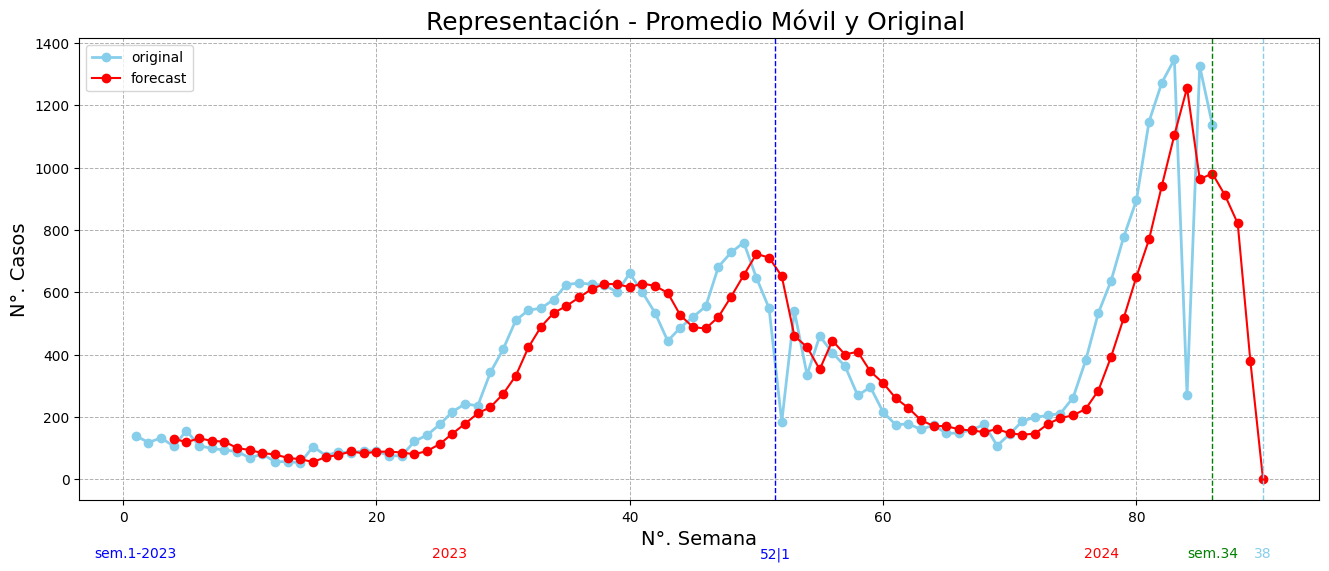 Representación - Promedio Móvil y Original
original
forecast
N°. Casos
1400
1200
1000
800
600
400
200
0
0 20 40 60 80
N°. Semana
sem.1-2023 2023 52|1 2024 sem.34 38